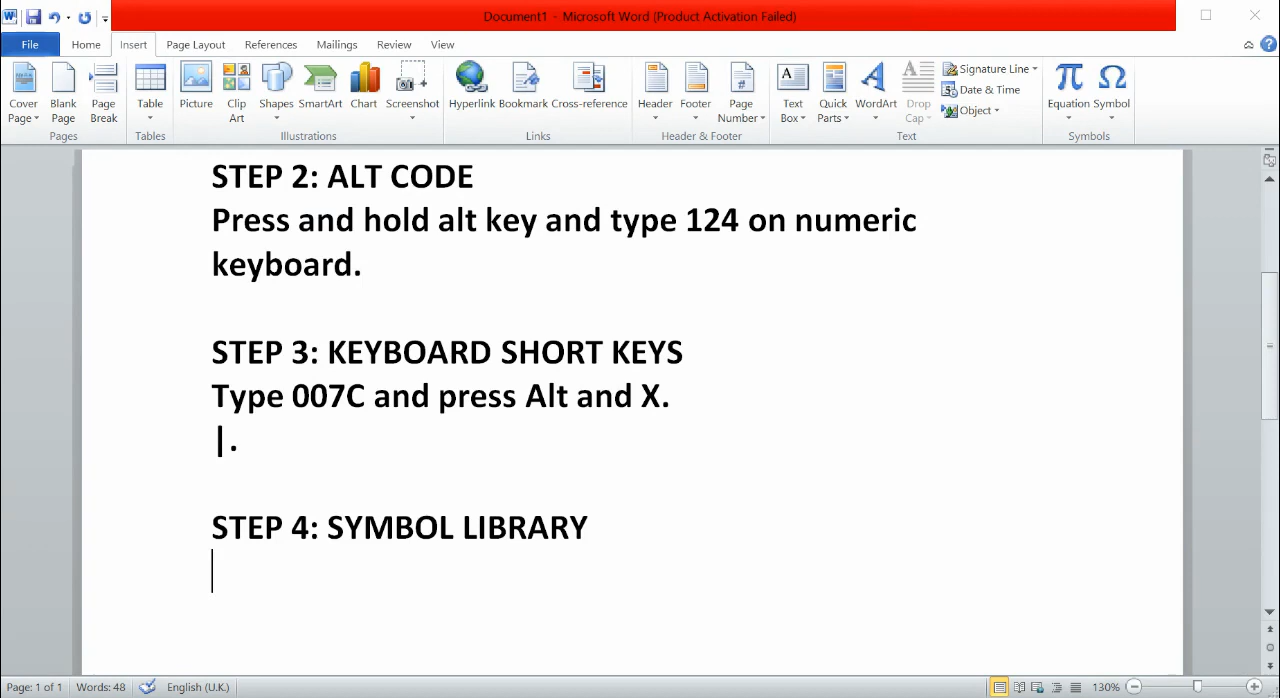 Document1 - Microsoft Word (Product Activation Failed)
File Home Insert Page Layout References Mailings Review View
Cover Page Blank Page Page Break Table Picture Clip Art Shapes SmartArt Chart Screenshot Hyperlink Bookmark Cross-reference Header Footer Page Number Text Box Quick Parts WordArt Drop Cap Signature Line Date & Time Object Equation Symbol
Pages Tables Illustrations Links Header & Footer Text Symbols
STEP 2: ALT CODE
Press and hold alt key and type 124 on numeric
keyboard.
STEP 3: KEYBOARD SHORT KEYS
Type 007C and press Alt and X.
|.
STEP 4: SYMBOL LIBRARY
Page: 1 of 1 Words: 48 English (U.K.) 130%